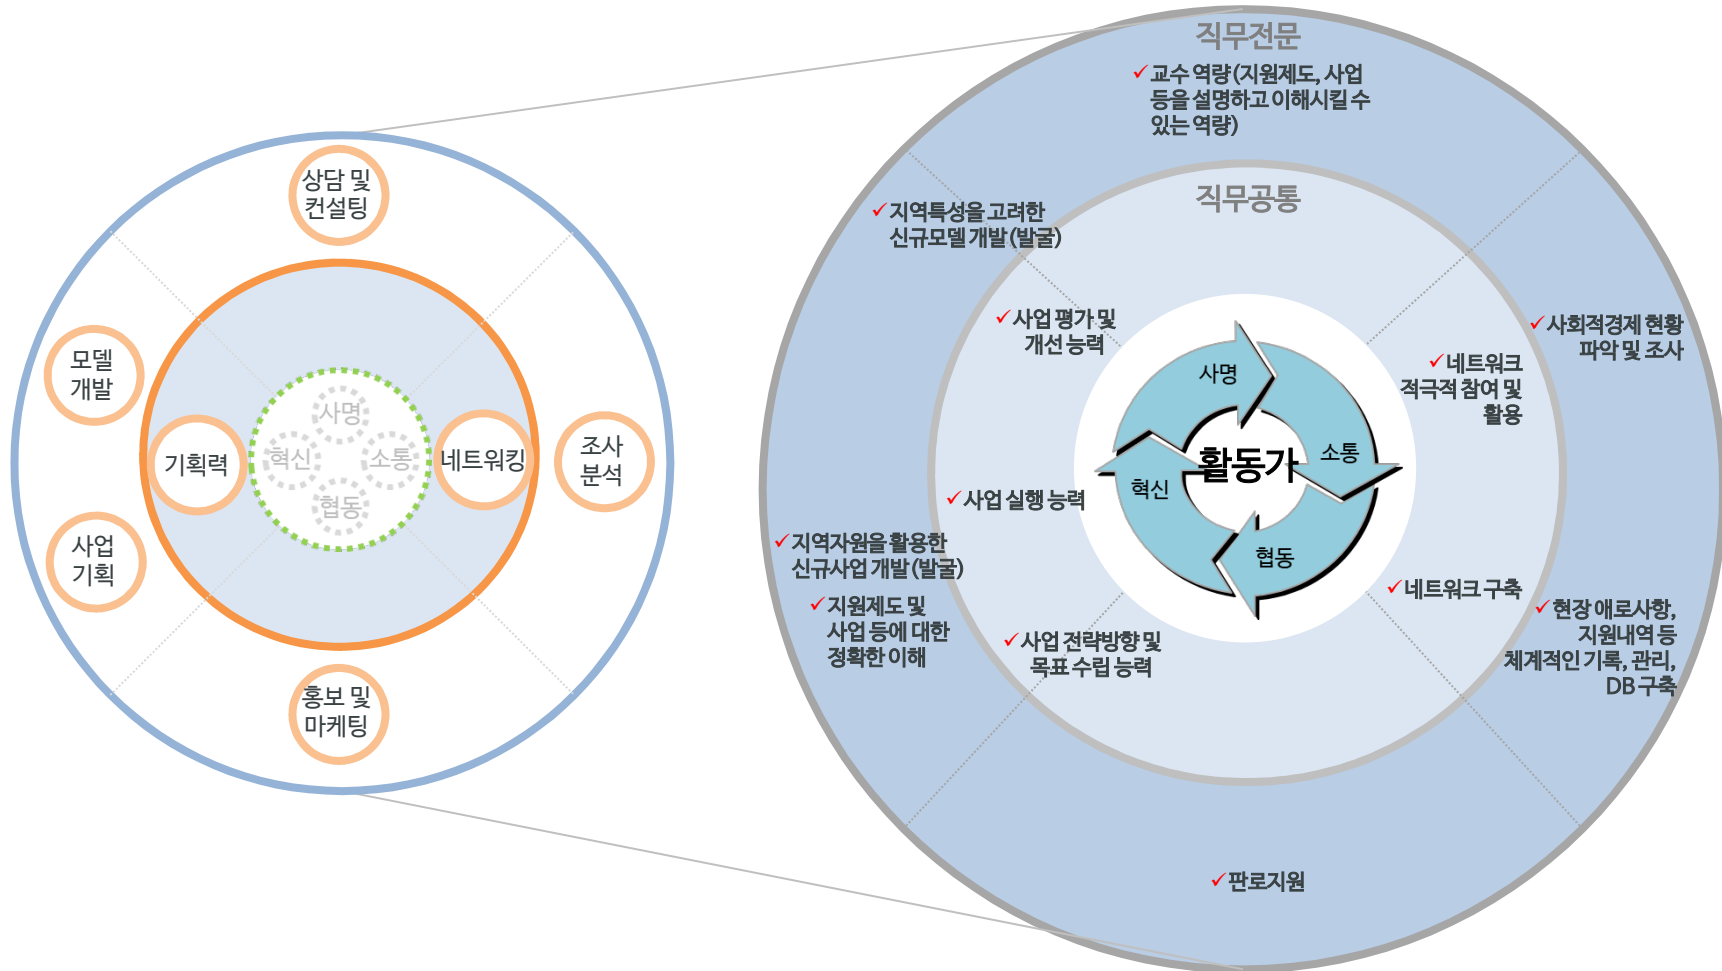 상담 및
컨설팅
모델
개발
기획력
사업
기획
사명
혁신
소통
협동
네트워킹
조사
분석
홍보 및
마케팅
직무전문
교수 역량(지원제도, 사업
등을 설명하고 이해시킬 수
있는 역량)
직무공통
지역특성을 고려한
신규모델 개발(발굴)
사업 평가 및
개선 능력
사회적경제 현황
파악 및 조사
네트워크
적극적 참여 및
활용
사명
소통
활동가
혁신
협동
사업 실행 능력
지역자원을 활용한
신규사업 개발(발굴)
지원제도 및
사업 등에 대한
정확한 이해
사업 전략방향 및
목표 수립 능력
네트워크 구축
현장 애로사항,
지원내역 등
체계적인 기록, 관리,
DB 구축
판로지원